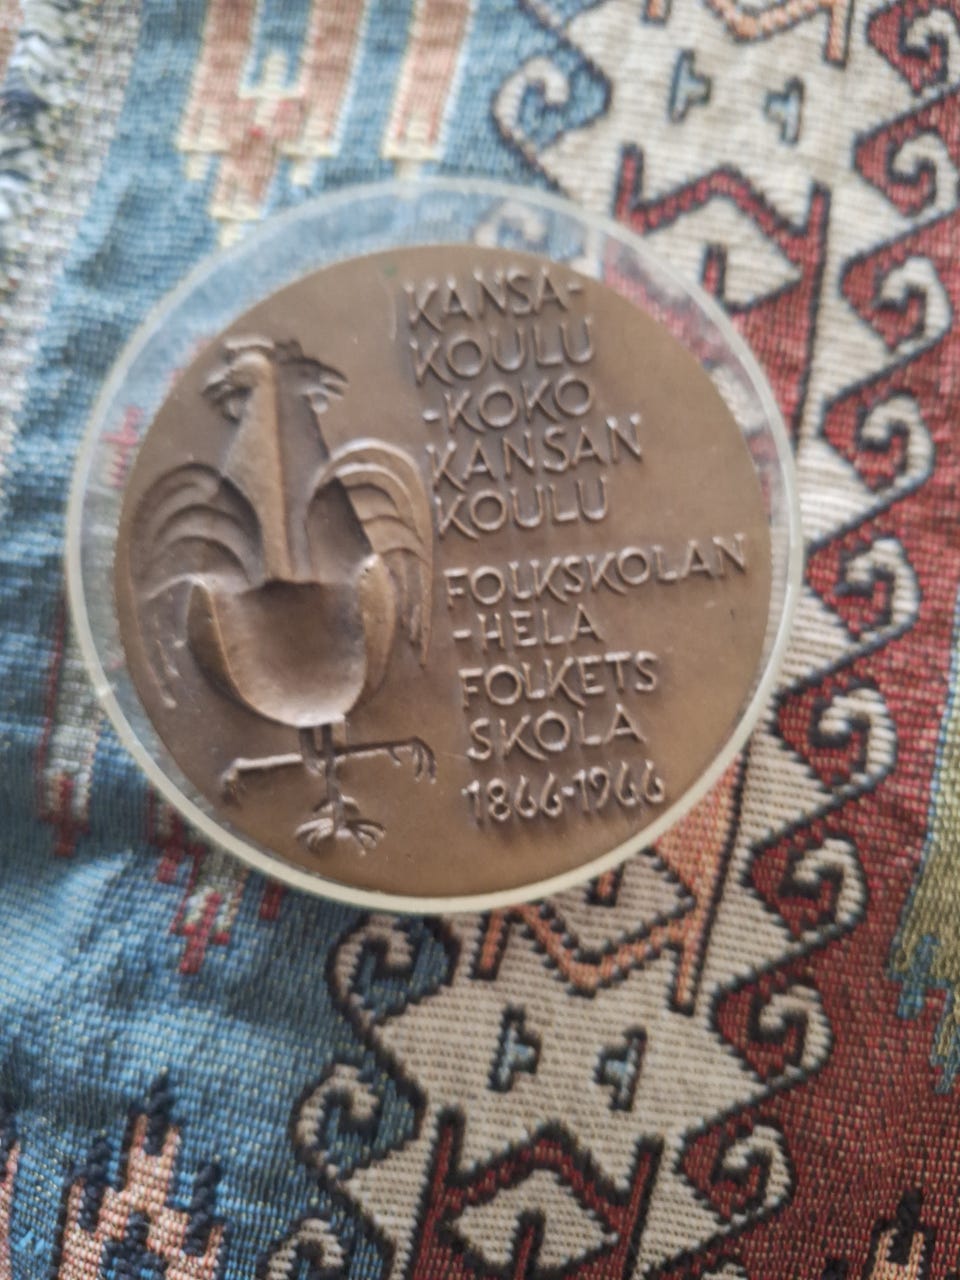 KANSA-
KOULU
-KOKO
KANSAN
KOULU
FOLKSKOLAN
-HELA
FOLKETS
SKOLA
1866-1966